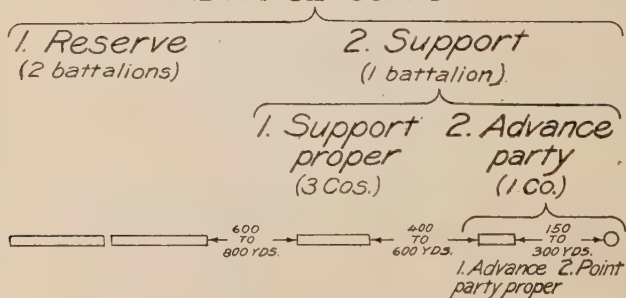 1. Reserve
(2 battalions)
2. Support
(1 battalion)
1. Support
proper
(3 Cos.)
2. Advance
party
(1 Co.)
600
TO
800 YDS.
400
TO
600 YDS.
150
TO
300 YDS.
1. Advance
party proper
2. Point